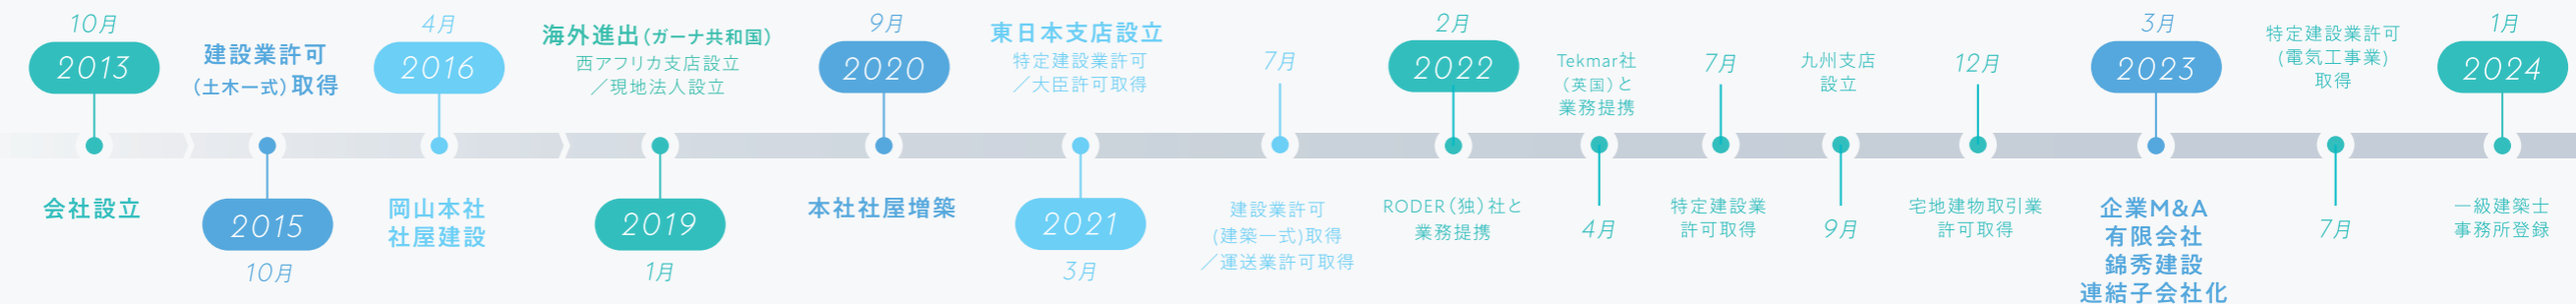 10月
2013
会社設立
建設業許可
（土木一式）取得
2015
10月
4月
2016
岡山本社
社屋建設
海外進出（ガーナ共和国）
西アフリカ支店設立
／現地法人設立
2019
1月
9月
2020
本社社屋増築
東日本支店設立
特定建設業許可
／大臣許可取得
2021
3月
7月
建設業許可
(建築一式)取得
／運送業許可取得
2月
2022
RODER（独）社と
業務提携
Tekmar社
（英国）と
業務提携
4月
7月
特定建設業
許可取得
九州支店
設立
9月
12月
宅地建物取引業
許可取得
3月
2023
企業M&A
有限会社
錦秀建設
連結子会社化
特定建設業許可
(電気工事業)
取得
7月
1月
2024
一級建築士
事務所登録